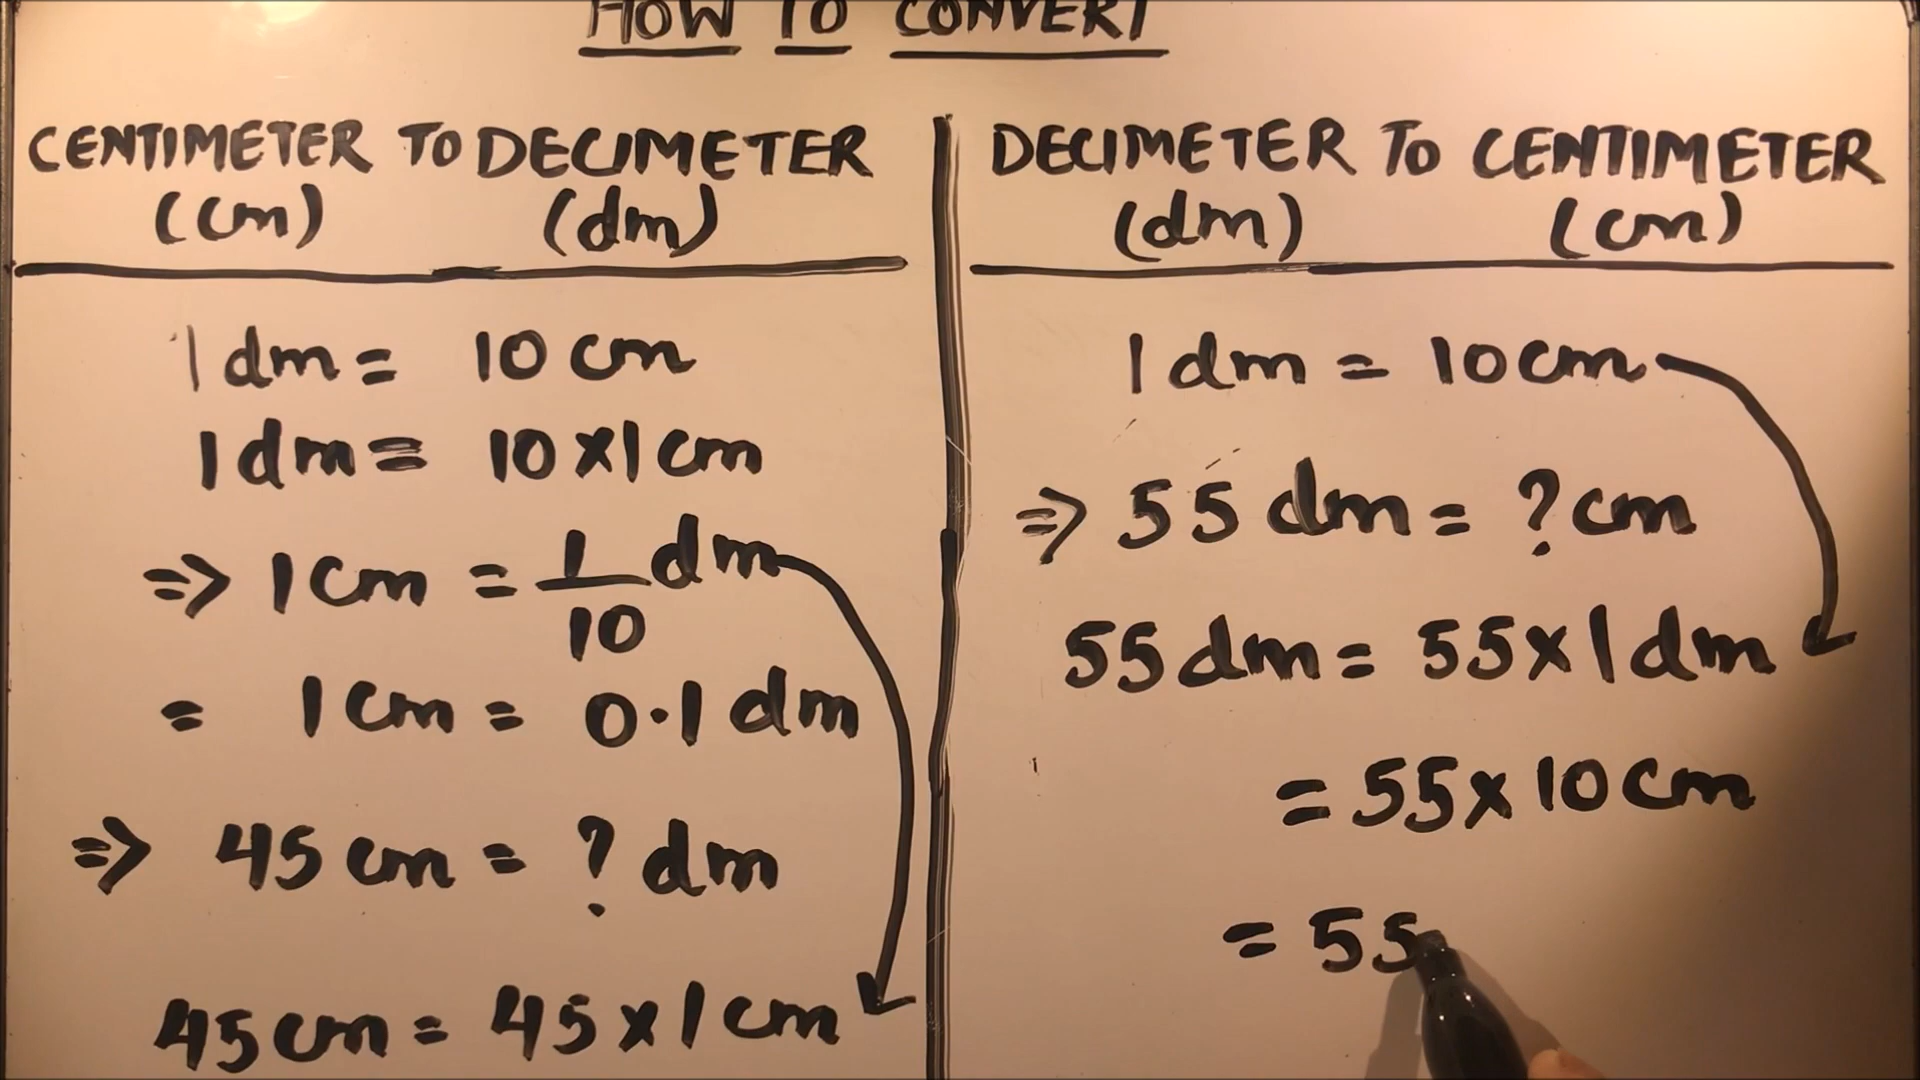 HOW TO CONVERT
CENTIMETER TO DECIMETER
(cm) (dm)
1 dm = 10 cm
1 dm = 10 x 1 cm
⇒ 1 cm = 1/10 dm
= 1 cm = 0.1 dm
⇒ 45 cm = ? dm
45 cm = 45 x 1 cm
DECIMETER TO CENTIMETER
(dm) (cm)
1 dm = 10 cm
⇒ 55 dm = ? cm
55 dm = 55 x 1 dm
= 55 x 10 cm
= 55